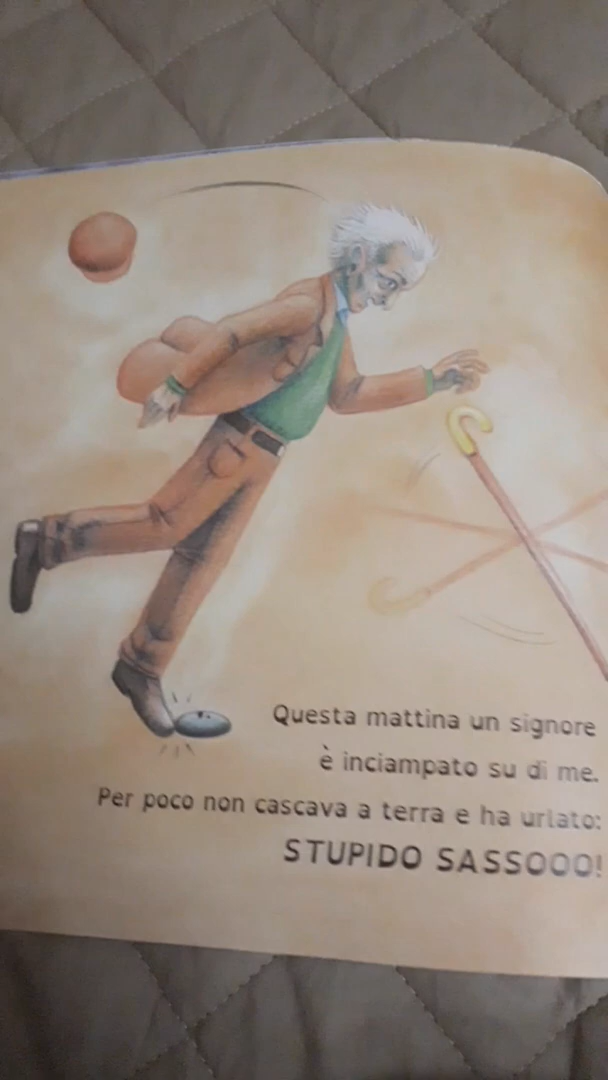 Questa mattina un signore
è inciampato su di me.
Per poco non cascava a terra e ha urlato:
STUPIDO SASSOOO!